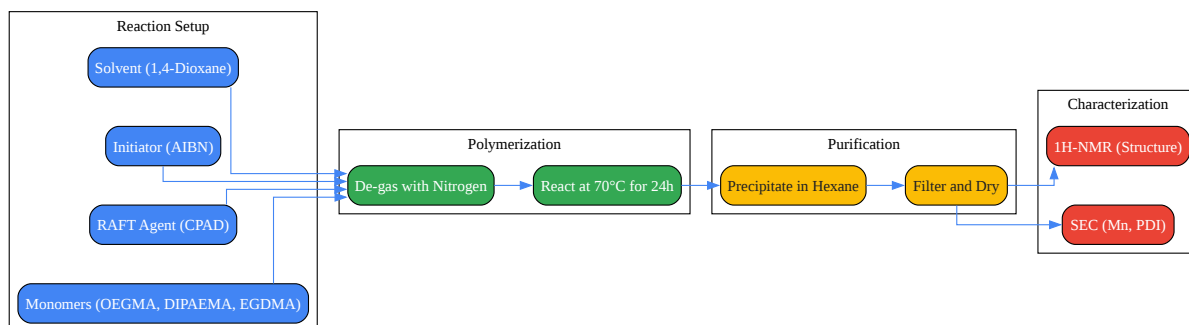 Reaction Setup
Solvent (1,4-Dioxane)
Initiator (AIBN)
RAFT Agent (CPAD)
Monomers (OEGMA, DIPAEMA, EGDMA)
Polymerization
De-gas with Nitrogen
React at 70°C for 24h
Purification
Precipitate in Hexane
Filter and Dry
Characterization
1H-NMR (Structure)
SEC (Mn, PDI)